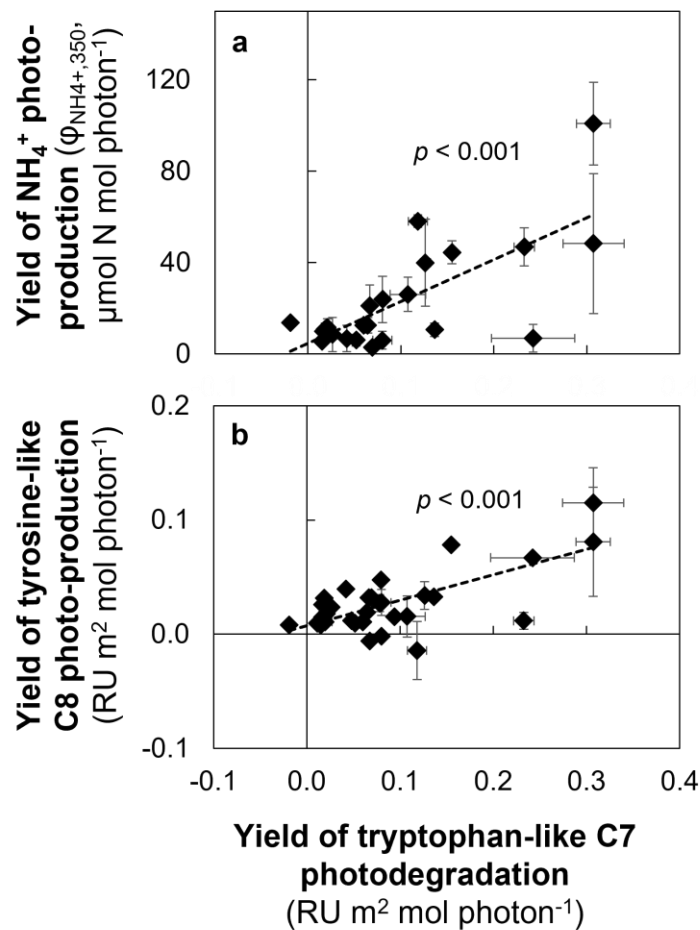 Yield of NH₄⁺ photo-
production (φNH4+,350,
μmol N mol photon⁻¹)
a
p < 0.001
120
80
40
0
Yield of tyrosine-like
C8 photo-production
(RU m² mol photon⁻¹)
b
p < 0.001
0.2
0.1
0.0
-0.1
-0.1 0.0 0.1 0.2 0.3 0.4
Yield of tryptophan-like C7
photodegradation
(RU m² mol photon⁻¹)